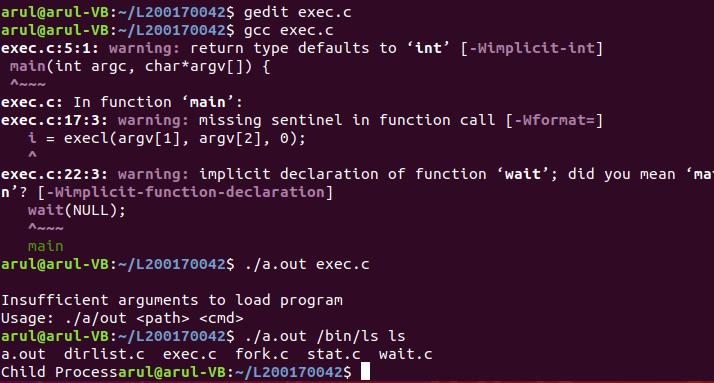 arul@arul-VB:~/L200170042$ gedit exec.c
arul@arul-VB:~/L200170042$ gcc exec.c
exec.c:5:1: warning: return type defaults to ‘int’ [-Wimplicit-int]
 main(int argc, char*argv[]) {
 ^~~~
exec.c: In function ‘main’:
exec.c:17:3: warning: missing sentinel in function call [-Wformat=]
   i = execl(argv[1], argv[2], 0);
   ^
exec.c:22:3: warning: implicit declaration of function ‘wait’; did you mean ‘mai
n’? [-Wimplicit-function-declaration]
   wait(NULL);
   ^~~~
   main
arul@arul-VB:~/L200170042$ ./a.out exec.c

Insufficient arguments to load program
Usage: ./a/out <path> <cmd>
arul@arul-VB:~/L200170042$ ./a.out /bin/ls ls
a.out  dirlist.c  exec.c  fork.c  stat.c  wait.c
Child Processarul@arul-VB:~/L200170042$